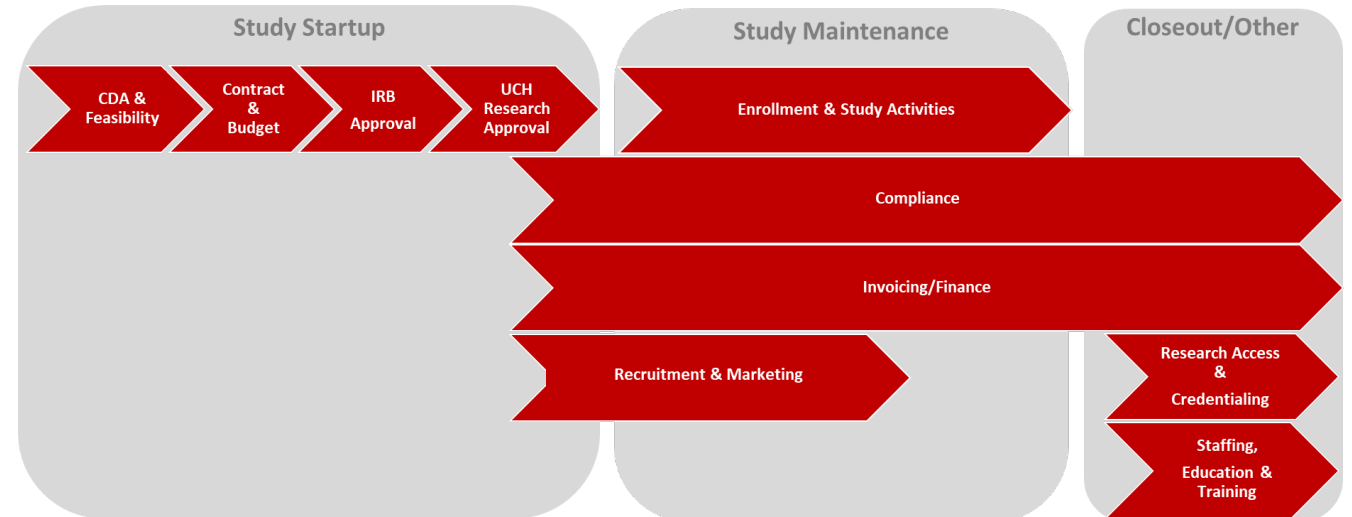 Study Startup
Study Maintenance
Closeout/Other
CDA &
Feasibility
Contract
&
Budget
IRB
Approval
UCH
Research
Approval
Enrollment & Study Activities
Compliance
Invoicing/Finance
Recruitment & Marketing
Research Access
&
Credentialing
Staffing,
Education &
Training